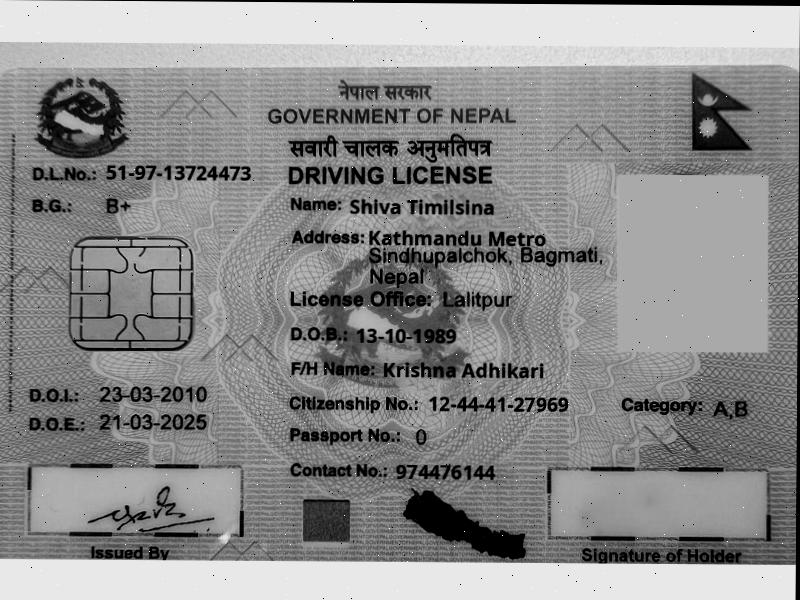 नेपाल सरकार
GOVERNMENT OF NEPAL
सवारी चालक अनुमतिपत्र
DRIVING LICENSE
D.L.No.: 51-97-13724473
B.G.: B+
Name: Shiva Timilsina
Address: Kathmandu Metro
Sindhupalchok, Bagmati,
Nepal
License Office: Lalitpur
D.O.B.: 13-10-1989
F/H Name: Krishna Adhikari
D.O.I.: 23-03-2010
Citizenship No.: 12-44-41-27969
Category: A,B
D.O.E.: 21-03-2025
Passport No.: 0
Contact No.: 974476144
Issued By
Signature of Holder